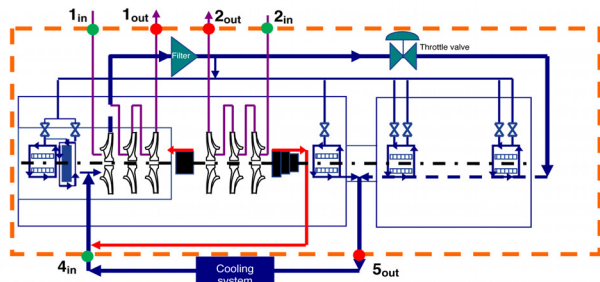 1in
1out
2out
2in
Filter
Throttle valve
4in
Cooling
system
5out